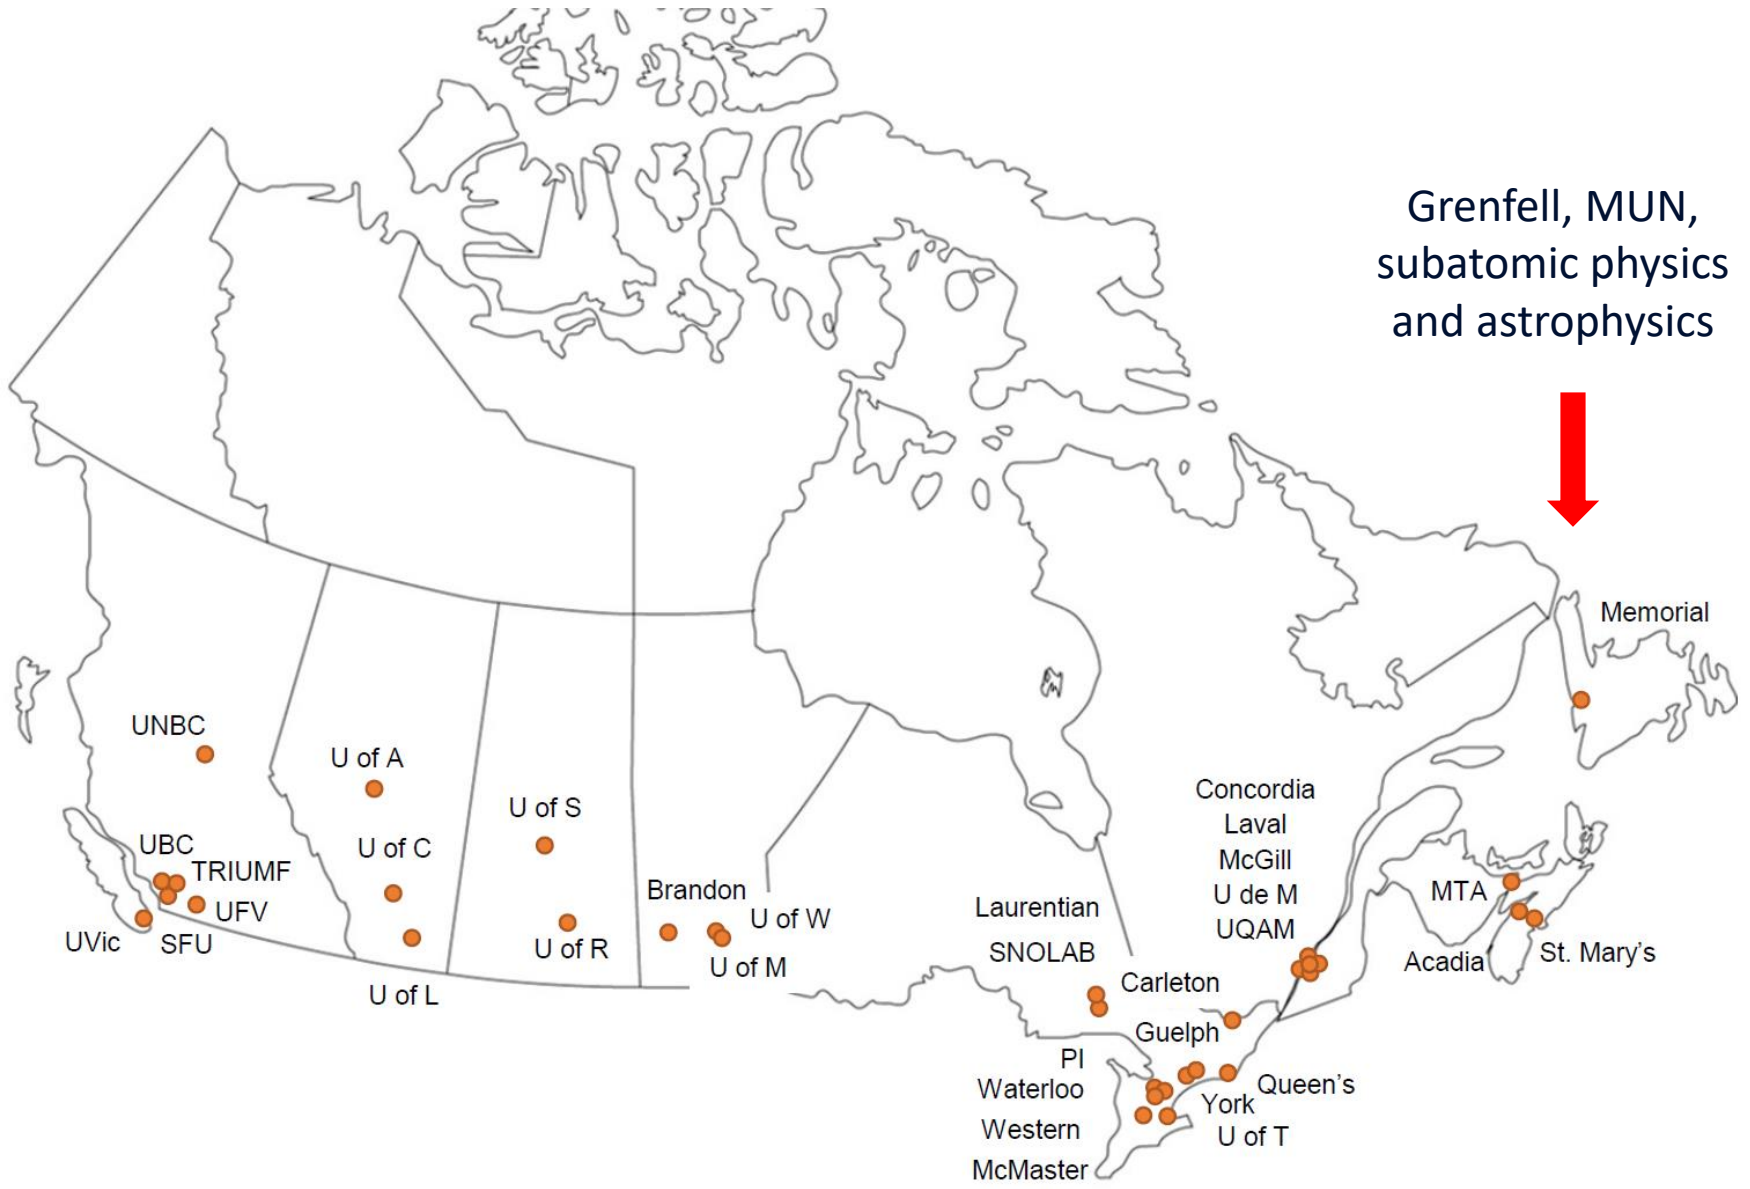 Grenfell, MUN,
subatomic physics
and astrophysics
Memorial
UNBC
U of A
U of S
U of C
UBC
TRIUMF
UFV
UVic
SFU
U of L
U of R
Brandon
U of W
U of M
Concordia
Laval
McGill
U de M
UQAM
MTA
Acadia
St. Mary's
Laurentian
SNOLAB
Carleton
Guelph
PI
Waterloo
Western
McMaster
Queen's
York
U of T